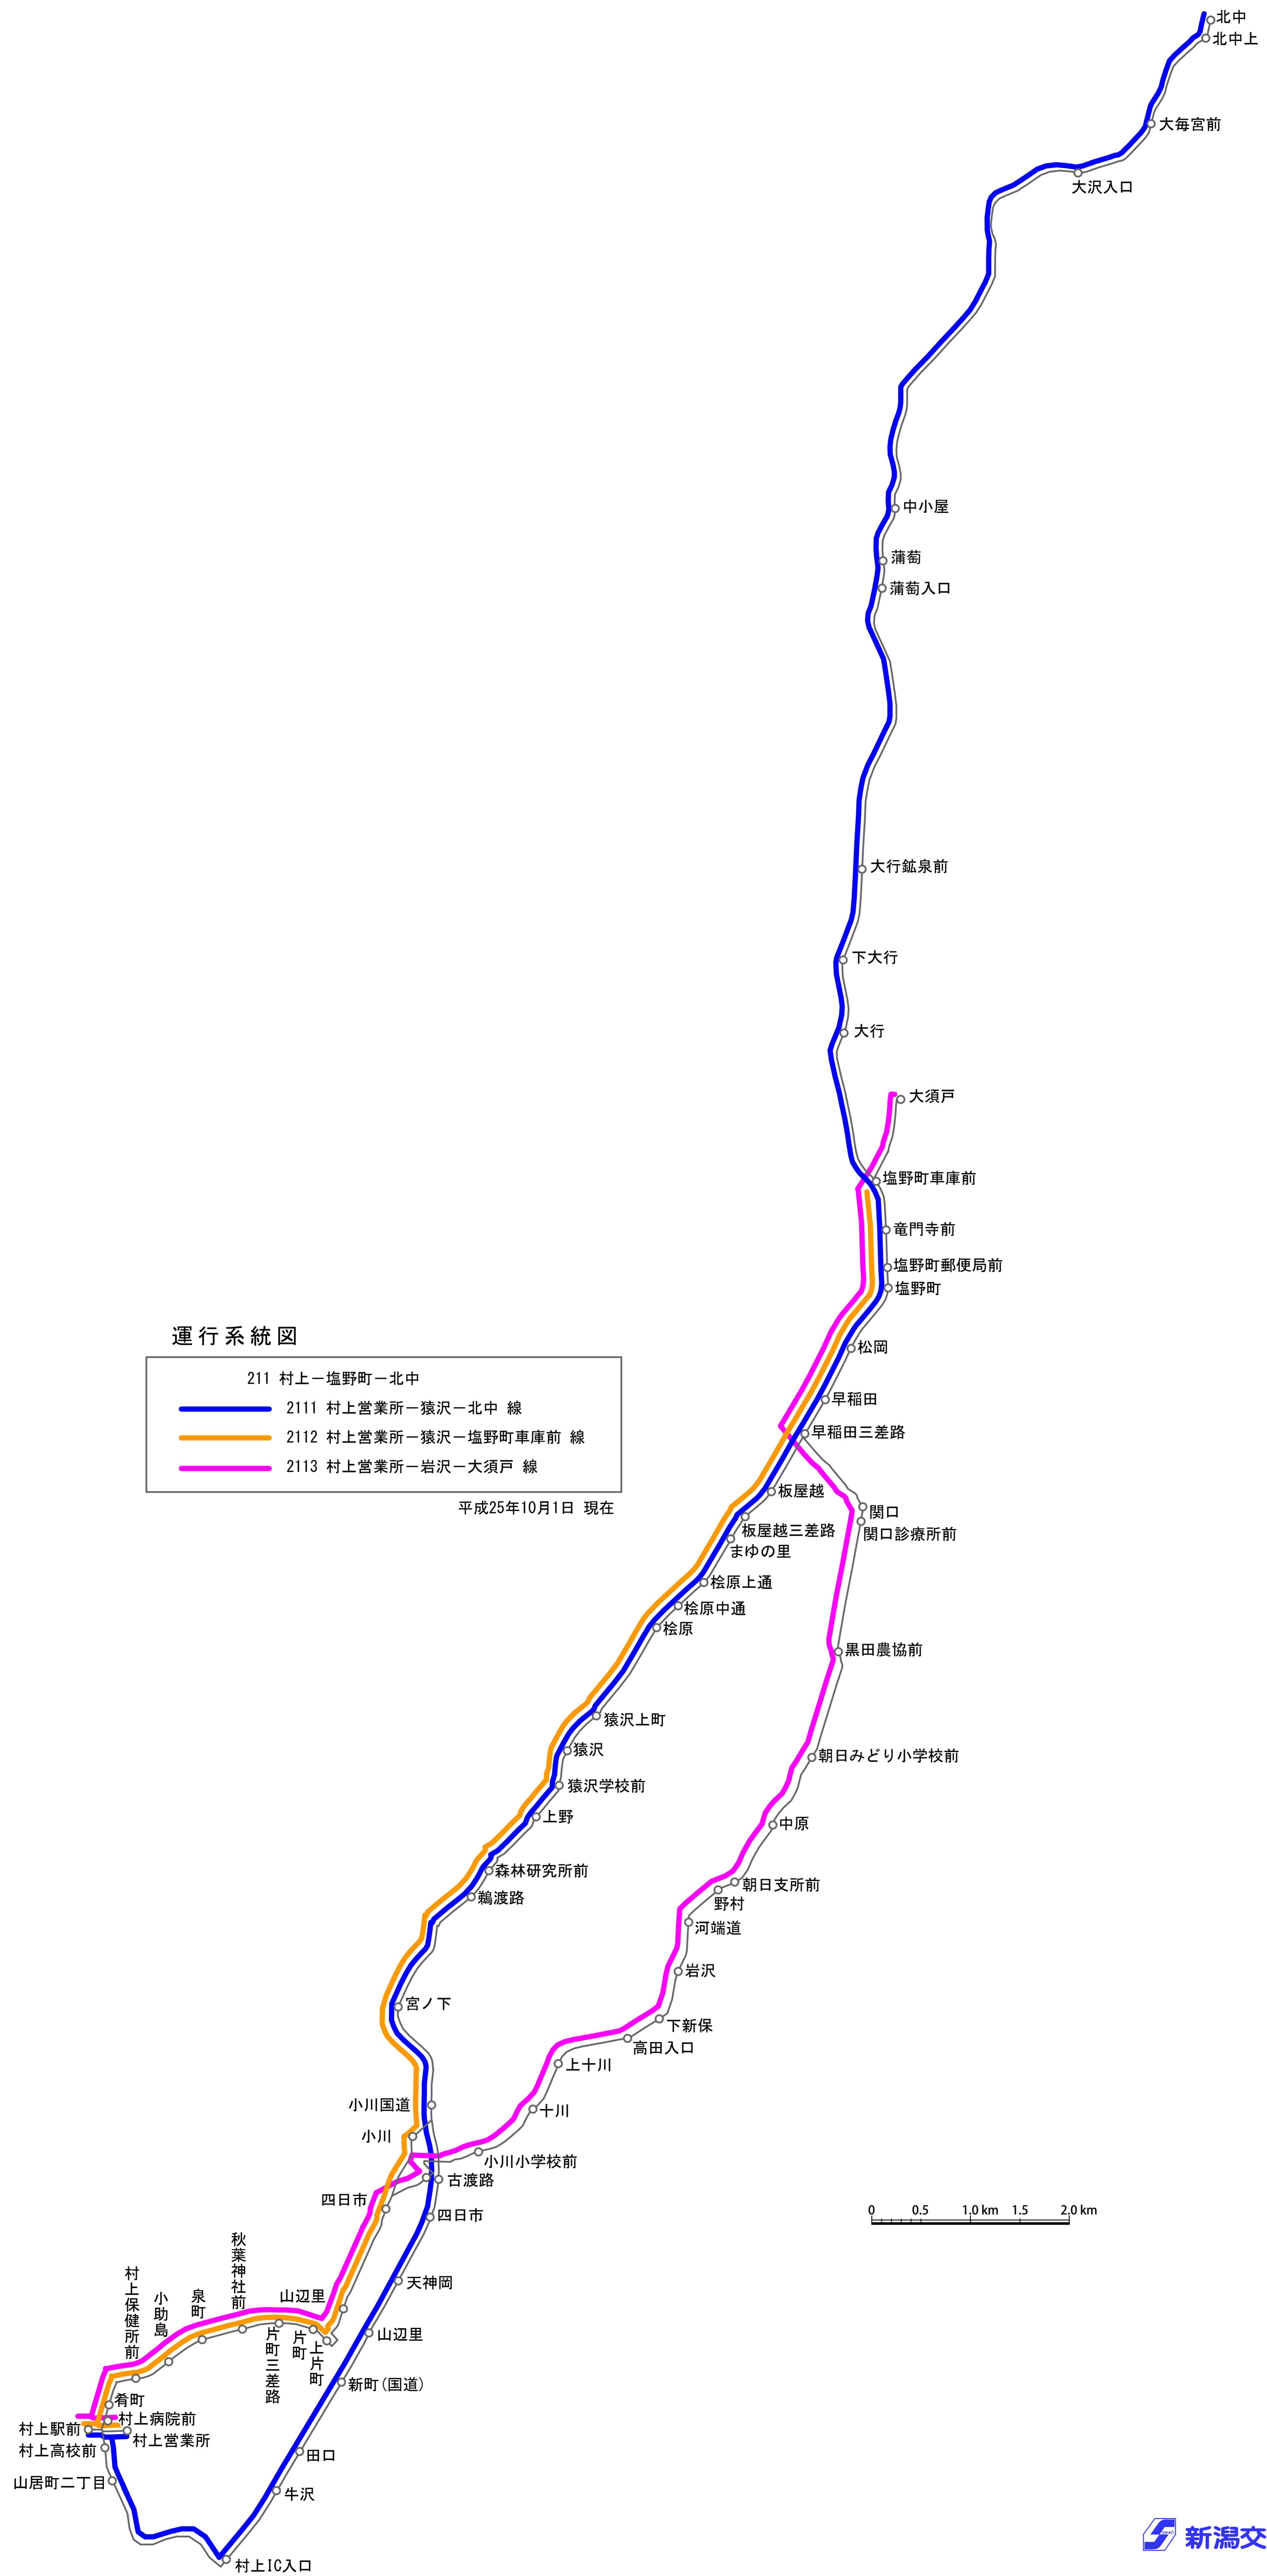 北中
北中上
大毎宮前
大沢入口
中小屋
蒲萄
蒲萄入口
大行鉱泉前
下大行
大行
大須戸
塩野町車庫前
竜門寺前
塩野町郵便局前
塩野町
松岡
早稲田
早稲田三差路
運行系統図
211 村上－塩野町－北中
2111 村上営業所－猿沢－北中 線
2112 村上営業所－猿沢－塩野町車庫前 線
2113 村上営業所－岩沢－大須戸 線
平成25年10月1日 現在
板屋越
関口
板屋越三差路
関口診療所前
まゆの里
桧原上通
桧原中通
桧原
黒田農協前
猿沢上町
猿沢
朝日みどり小学校前
猿沢学校前
上野
中原
森林研究所前
朝日支所前
鵜渡路
野村
河端道
岩沢
宮ノ下
下新保
高田入口
上十川
小川国道
十川
小川
小川小学校前
古渡路
四日市
四日市
0 0.5 1.0 km 1.5 2.0 km
秋葉神社前
村上保健所前
小助島
泉町
山辺里
天神岡
片町三差路
片町
上片町
山辺里
新町(国道)
肴町
村上病院前
村上駅前
村上営業所
村上高校前
田口
山居町二丁目
牛沢
村上IC入口
新潟交